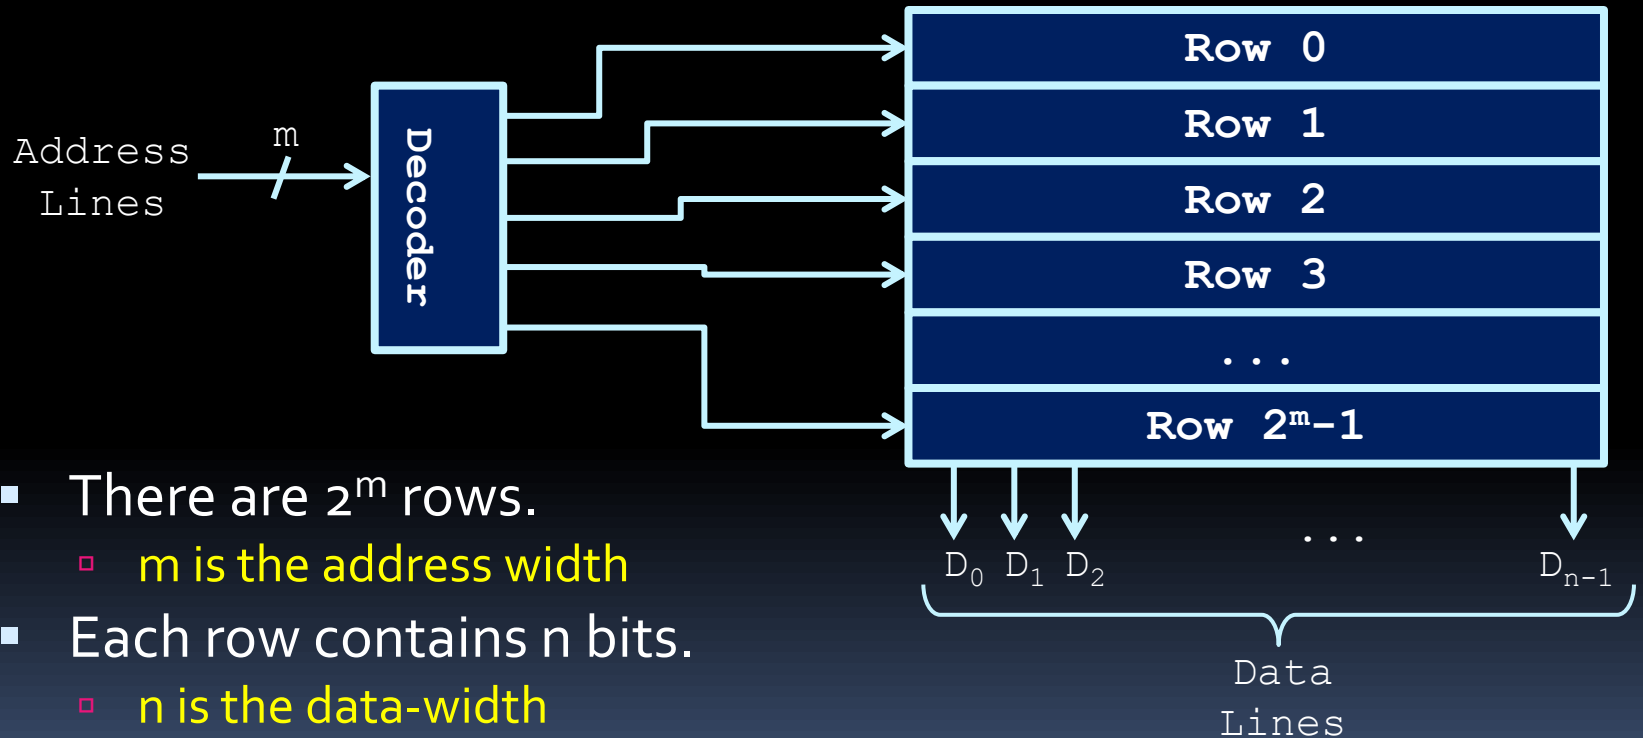 Address
Lines
m
Decoder
Row 0
Row 1
Row 2
Row 3
...
Row 2ᵐ-1
D₀ D₁ D₂ ... Dₙ₋₁
Data
Lines
▪ There are 2ᵐ rows.
▫ m is the address width
▪ Each row contains n bits.
▫ n is the data-width